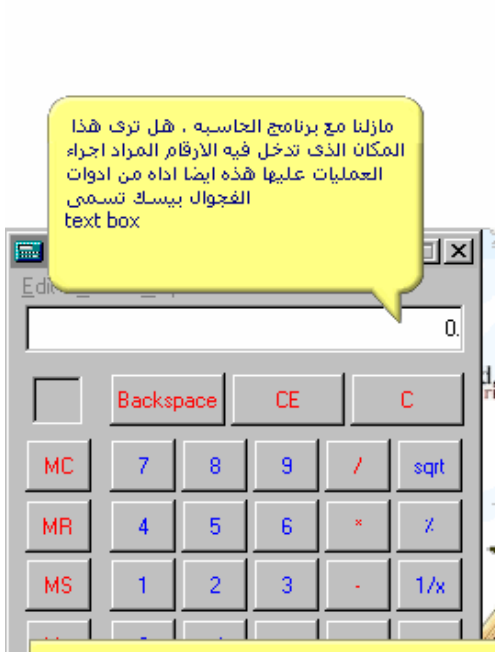 مازلنا مع برنامج الحاسبه ، هل ترى هذا
المكان الذى تدخل فيه الارقام المراد اجراء
العمليات عليها هذه ايضا اداه من ادوات
الفجوال بيسك تسمى
text box
Edit
0.
Backspace CE C
MC 7 8 9 / sqrt
MR 4 5 6 * %
MS 1 2 3 - 1/x